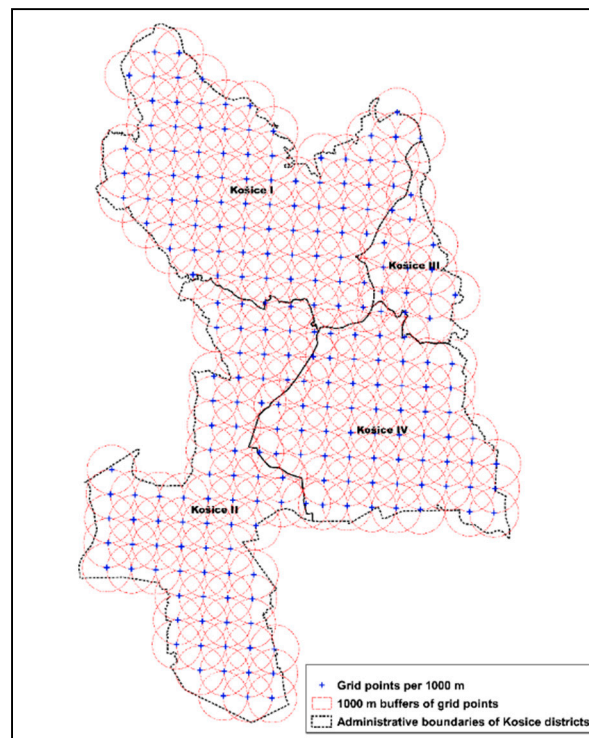 Košice I
Košice III
Košice IV
Košice II
Grid points per 1000 m
1000 m buffers of grid points
Administrative boundaries of Kosice districts